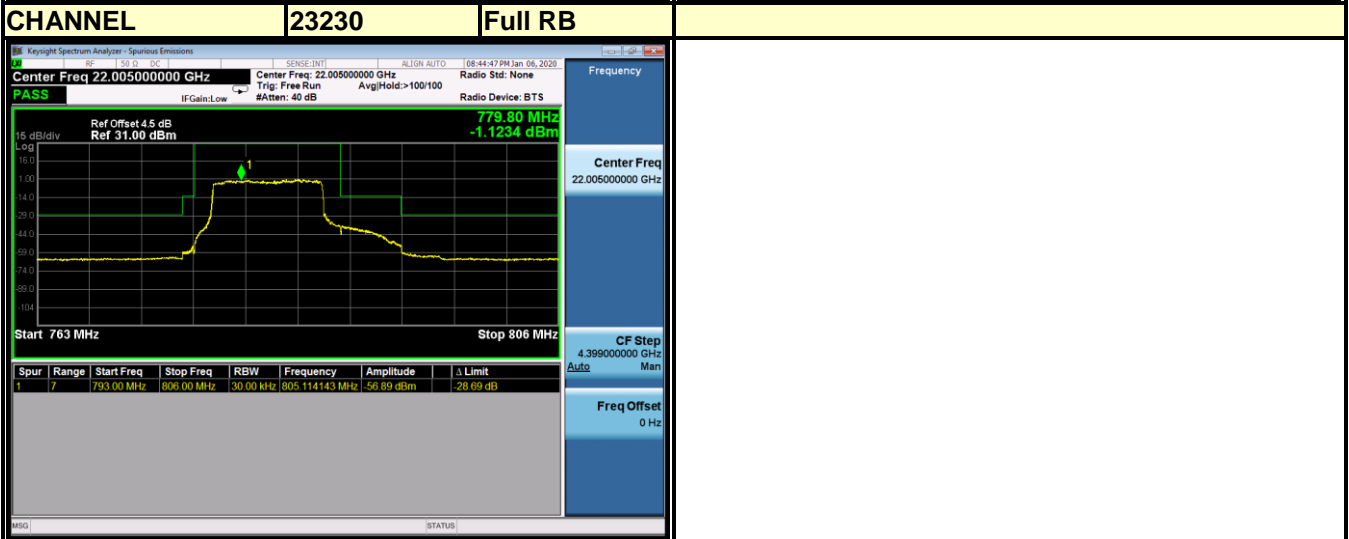 CHANNEL 23230 Full RB
Keysight Spectrum Analyzer - Spurious Emissions
RF 50 Ω DC SENSE:INT ALIGN AUTO 08:44:47 PM Jan 06, 2020
Center Freq 22.005000000 GHz Center Freq: 22.005000000 GHz Radio Std: None Frequency
PASS Trig: Free Run Avg|Hold:>100/100
IFGain:Low #Atten: 40 dB Radio Device: BTS
Ref Offset 4.5 dB 779.80 MHz
15 dB/div Ref 31.00 dBm -1.1234 dBm
Log
16.0
1.00
-14.0
-29.0
-44.0
-59.0
-74.0
-89.0
-104
1
Start 763 MHz Stop 806 MHz
Center Freq
22.005000000 GHz
CF Step
4.399000000 GHz
Auto Man
Freq Offset
0 Hz
Spur Range Start Freq Stop Freq RBW Frequency Amplitude Δ Limit
1 7 793.00 MHz 806.00 MHz 30.00 kHz 805.114143 MHz -56.89 dBm -28.69 dB
MSG STATUS